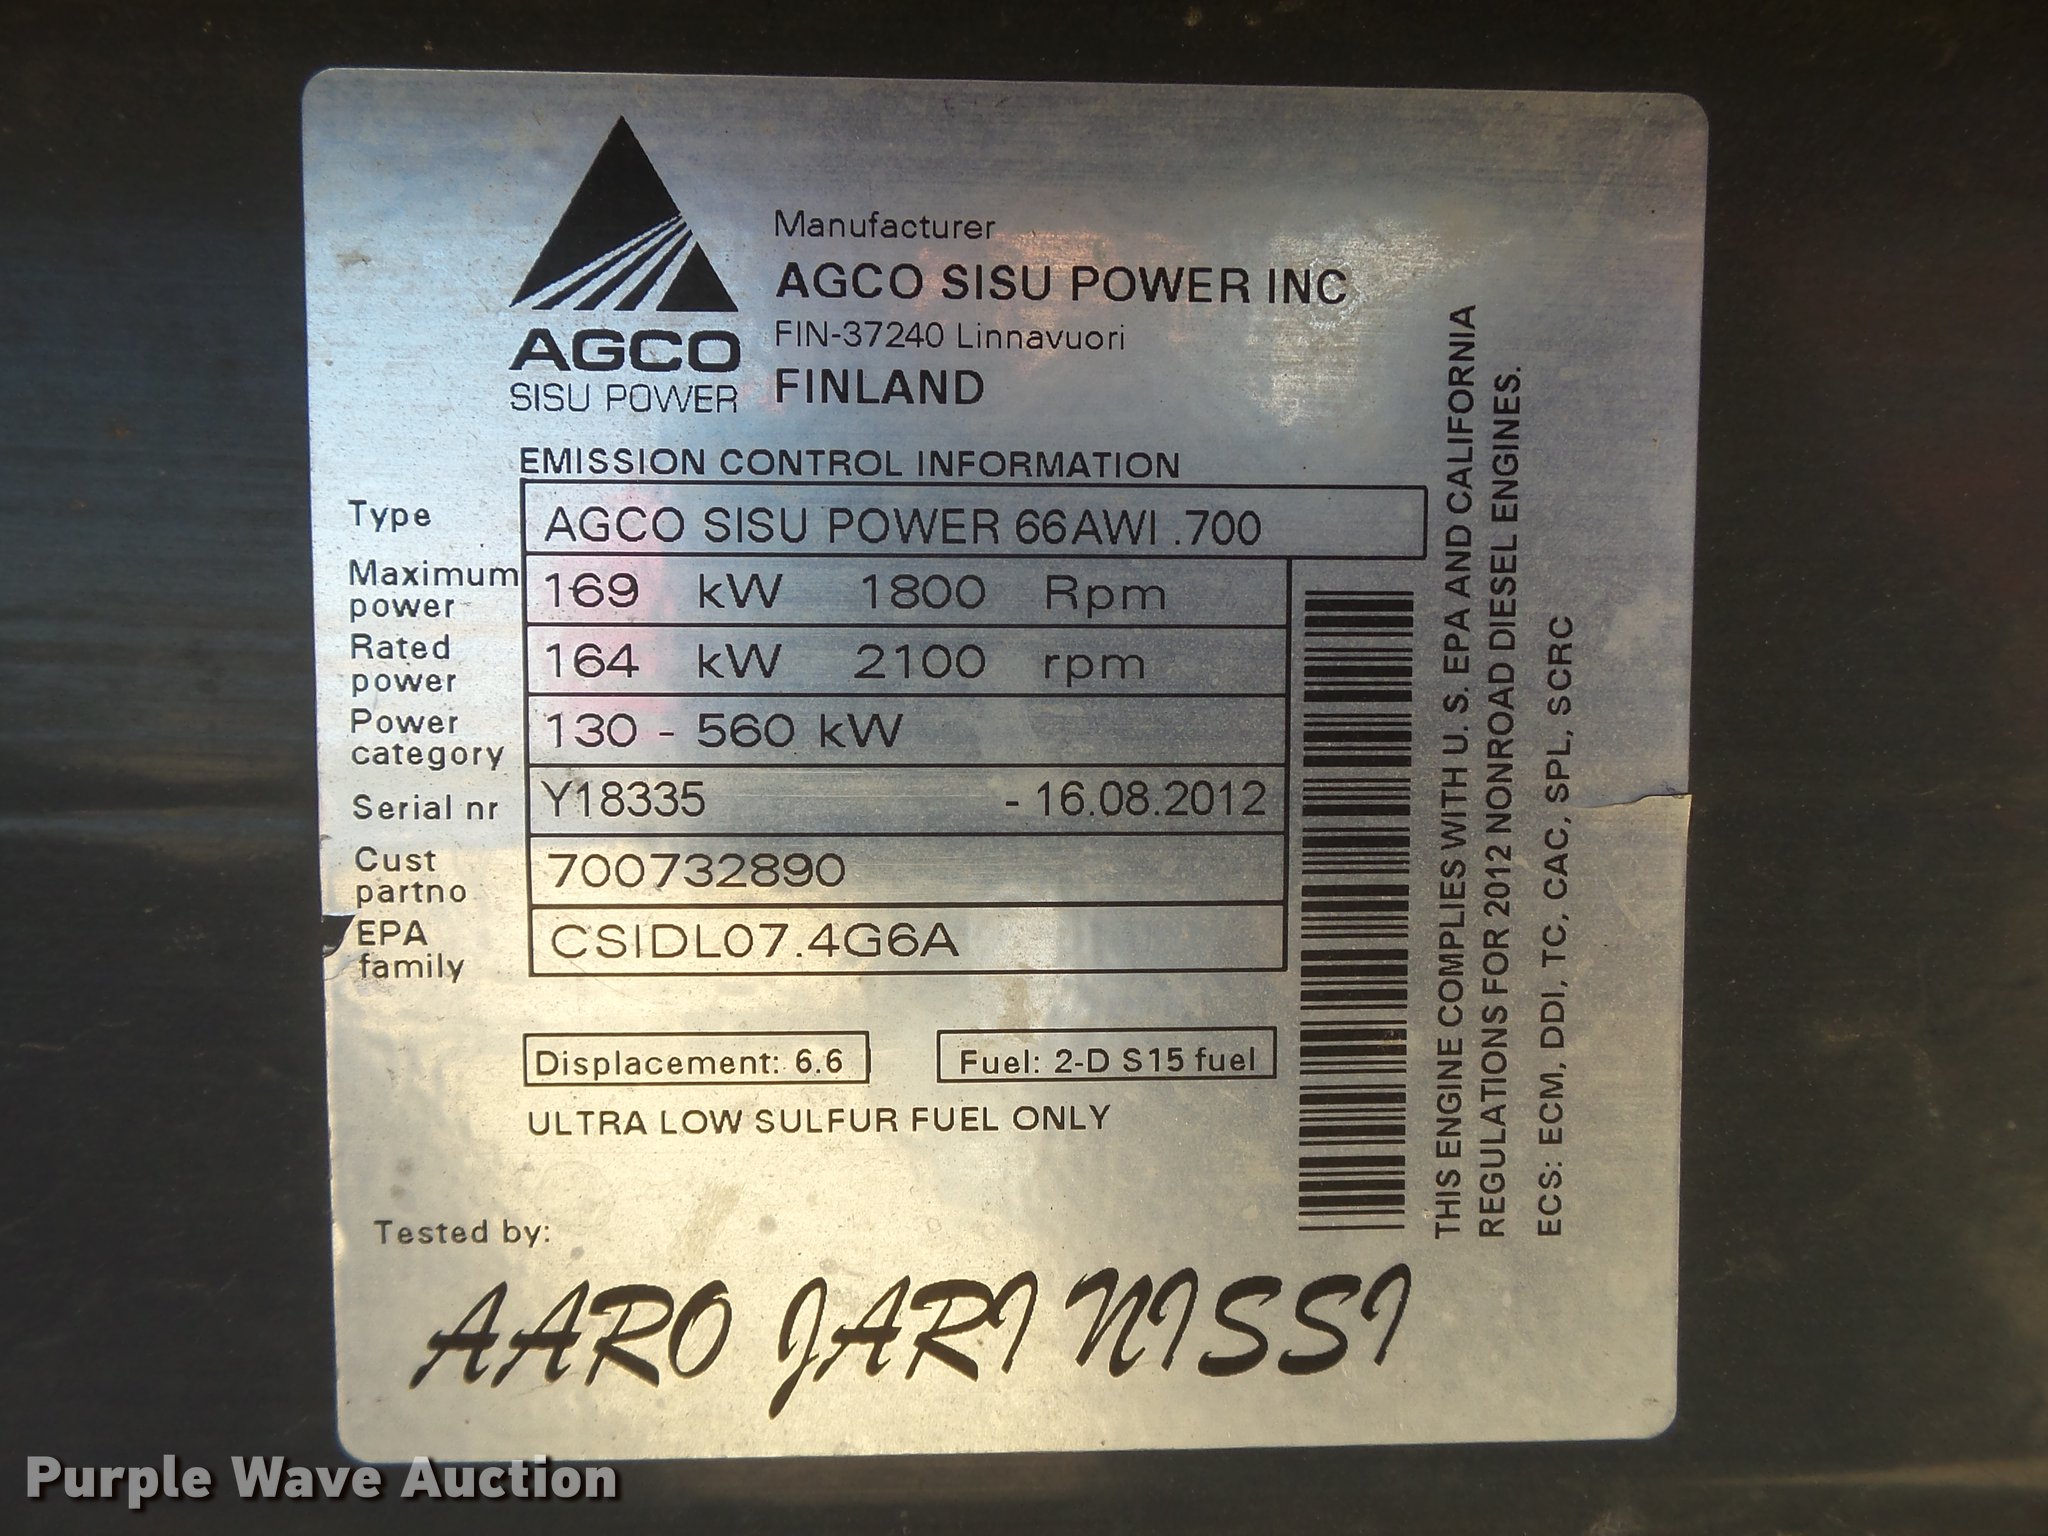 AGCO
SISU POWER
Manufacturer
AGCO SISU POWER INC
FIN-37240 Linnavuori
FINLAND
EMISSION CONTROL INFORMATION
Type AGCO SISU POWER 66AWI .700
Maximum power 169 kW 1800 Rpm
Rated power 164 kW 2100 rpm
Power category 130 - 560 kW
Serial nr Y18335 - 16.08.2012
Cust partno 700732890
EPA family CSIDL07.4G6A
Displacement: 6.6 Fuel: 2-D S15 fuel
ULTRA LOW SULFUR FUEL ONLY
THIS ENGINE COMPLIES WITH U. S. EPA AND CALIFORNIA
REGULATIONS FOR 2012 NONROAD DIESEL ENGINES.
ECS: ECM, DDI, TC, CAC, SPL, SCRC
Tested by:
AARO JARI NISSI
Purple Wave Auction